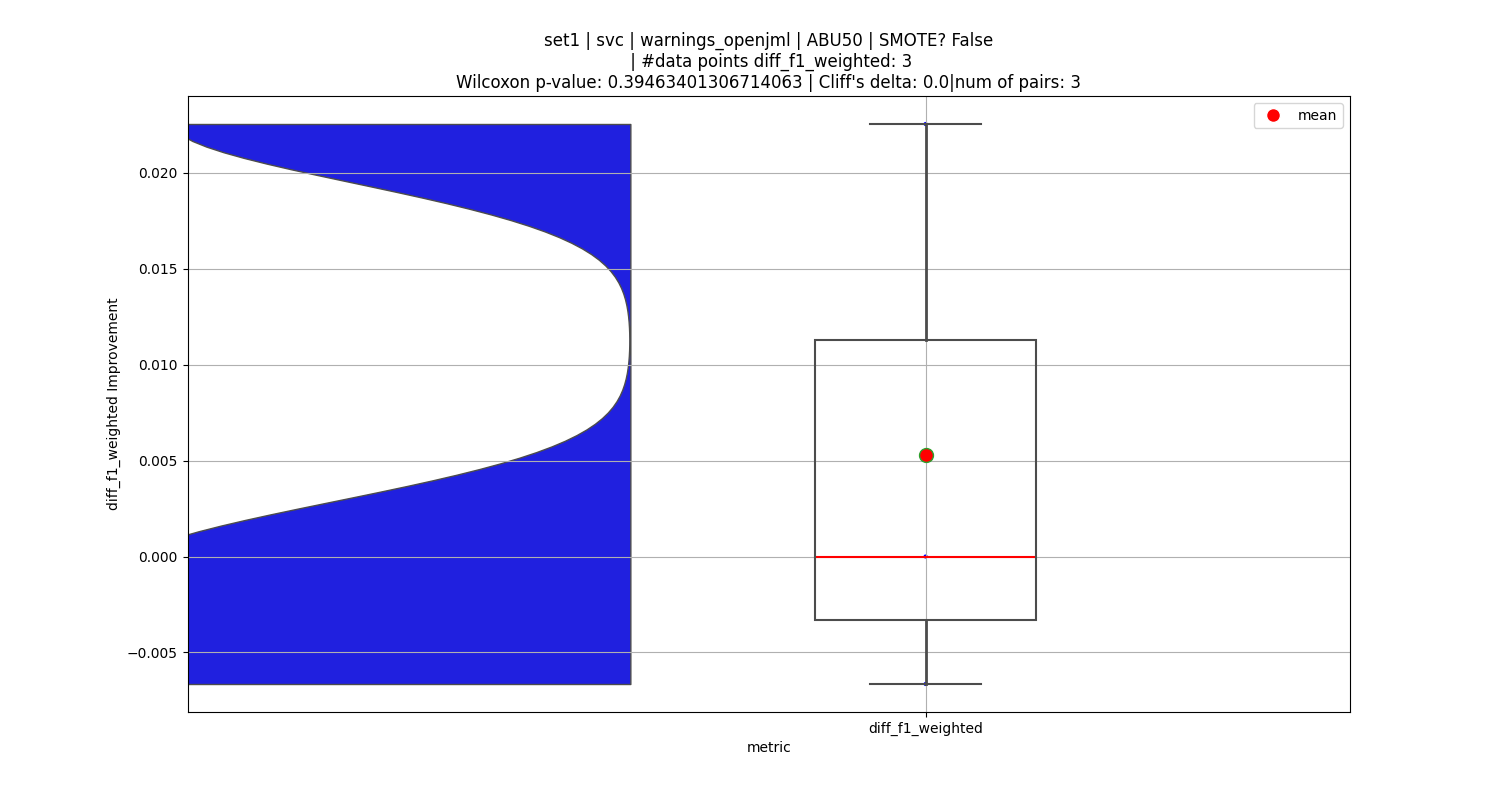 set1 | svc | warnings_openjml | ABU50 | SMOTE? False
| #data points diff_f1_weighted: 3
Wilcoxon p-value: 0.39463401306714063 | Cliff's delta: 0.0|num of pairs: 3
mean
0.020
0.015
0.010
0.005
0.000
−0.005
diff_f1_weighted Improvement
diff_f1_weighted
metric